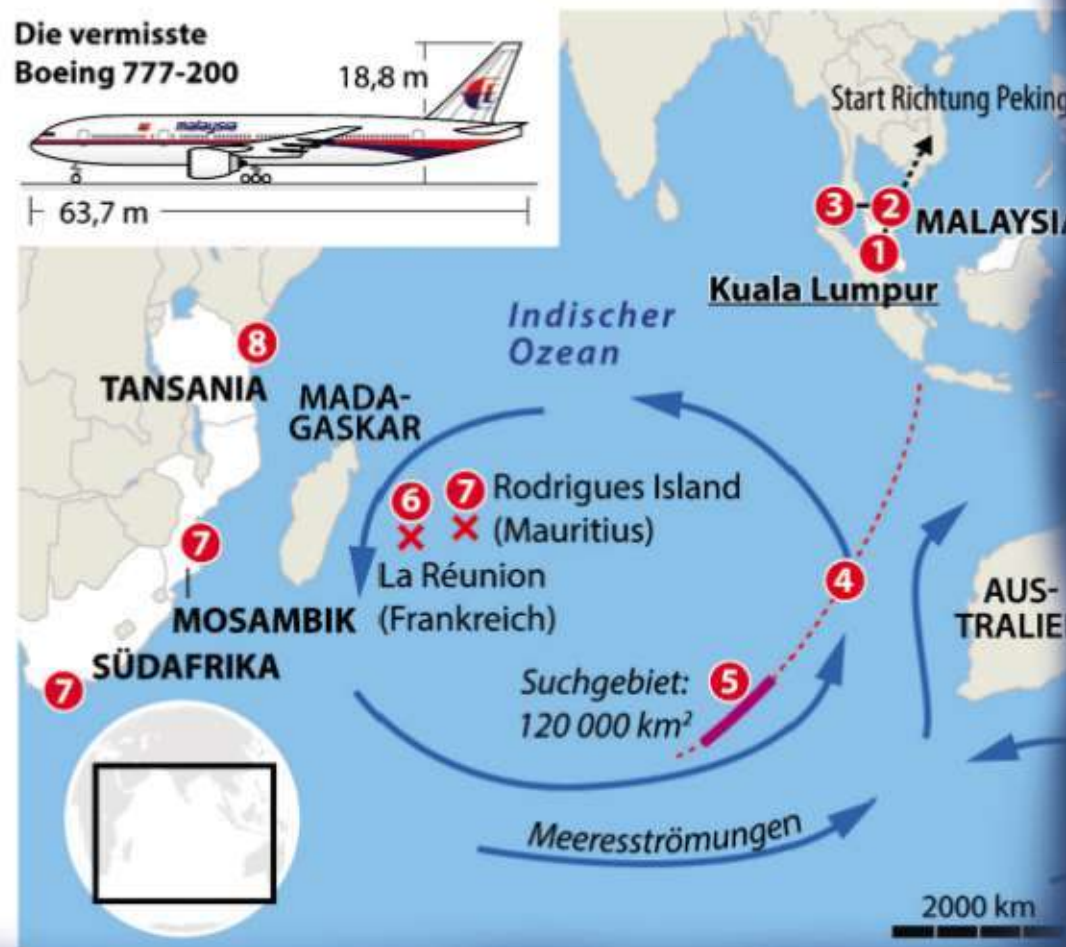 Die vermisste
Boeing 777-200
18,8 m
malaysia
63,7 m
Start Richtung Peking
3
2
MALAYSIA
1
Kuala Lumpur
Indischer
Ozean
8
TANSANIA
MADA-
GASKAR
6
7
Rodrigues Island
(Mauritius)
La Réunion
(Frankreich)
7
MOSAMBIK
SÜDAFRIKA
7
4
AUS-
TRALIE
Suchgebiet:
120 000 km²
5
Meeresströmungen
2000 km